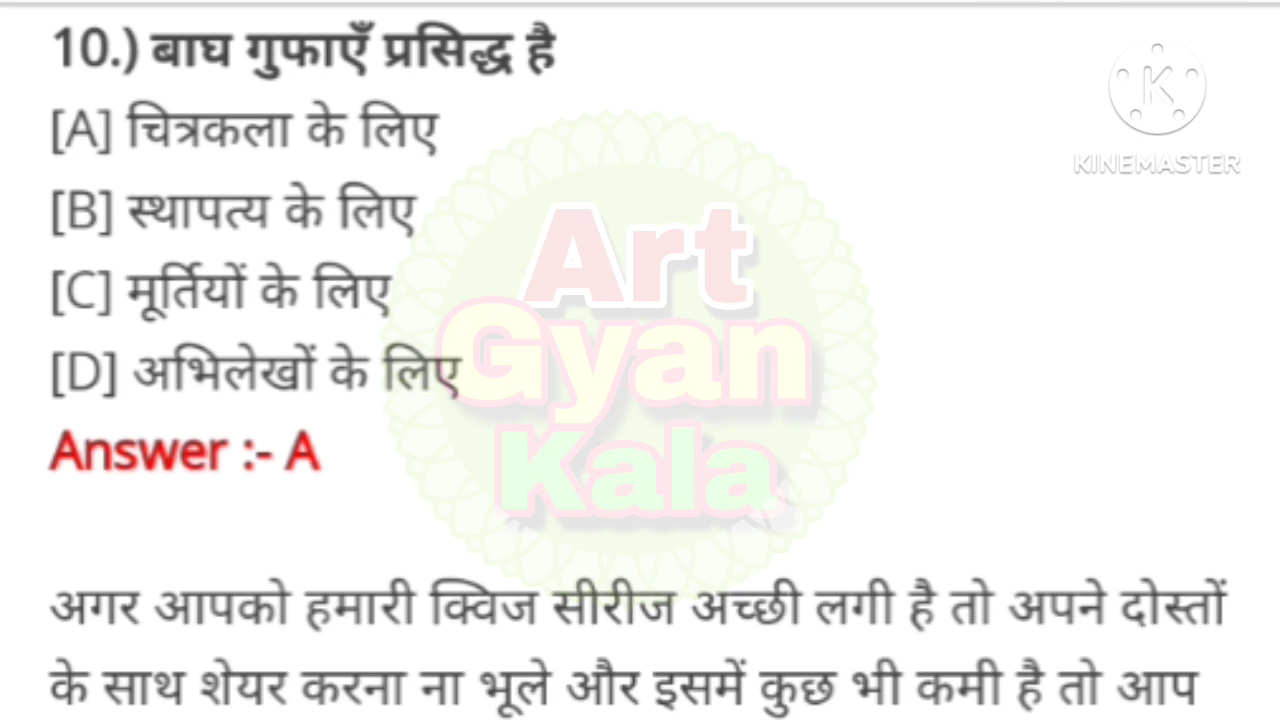 10.) बाघ गुफाएँ प्रसिद्ध है
[A] चित्रकला के लिए
[B] स्थापत्य के लिए
[C] मूर्तियों के लिए
[D] अभिलेखों के लिए
Answer :- A
अगर आपको हमारी क्विज सीरीज अच्छी लगी है तो अपने दोस्तों
के साथ शेयर करना ना भूले और इसमें कुछ भी कमी है तो आप
Art
Gyan
Kala
K
KINEMASTER